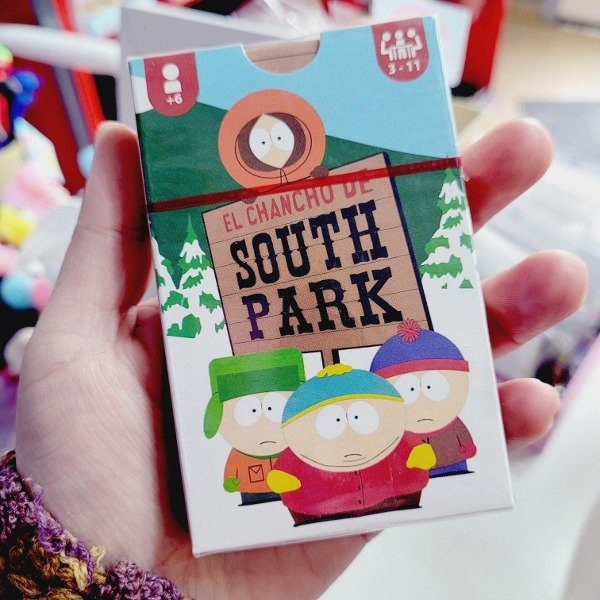 +6
3 - 11
EL CHANCHO DE
SOUTH
PARK